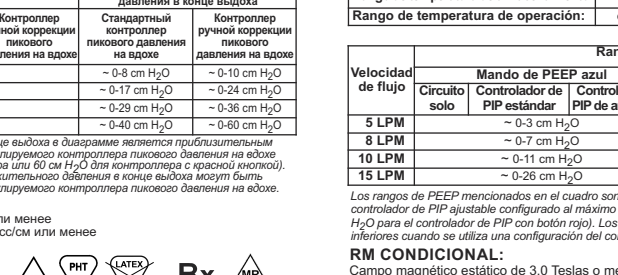 давления в конце выдоха
Контроллер ручной коррекции пикового давления на вдохе
Стандартный контроллер пикового давления на вдохе
Контроллер ручной коррекции пикового давления на вдохе
~ 0-8 cm H₂O ~ 0-10 cm H₂O
~ 0-17 cm H₂O ~ 0-24 cm H₂O
~ 0-29 cm H₂O ~ 0-36 cm H₂O
~ 0-40 cm H₂O ~ 0-60 cm H₂O
выдоха в диаграмме является приблизительным
контроллера пикового давления на вдохе
или 60 см H₂O для контроллера с красной кнопкой).
давления в конце выдоха могут быть
контроллера пикового давления на вдохе.
или менее
сс/см или менее
PHT LATEX Rx MR
Rango de temperatura de operación:
Velocidad de flujo
Mando de PEEP azul
Circuito solo
Controlador de PIP estándar
PIP de
5 LPM ~ 0-3 cm H₂O
8 LPM ~ 0-7 cm H₂O
10 LPM ~ 0-11 cm H₂O
15 LPM ~ 0-26 cm H₂O
Los rangos de PEEP mencionados en el cuadro son
controlador de PIP ajustable configurado al máximo
H₂O para el controlador de PIP con botón rojo). Los
inferiores cuando se utiliza una configuración del
RM CONDICIONAL:
Campo magnético estático de 3.0 Teslas o